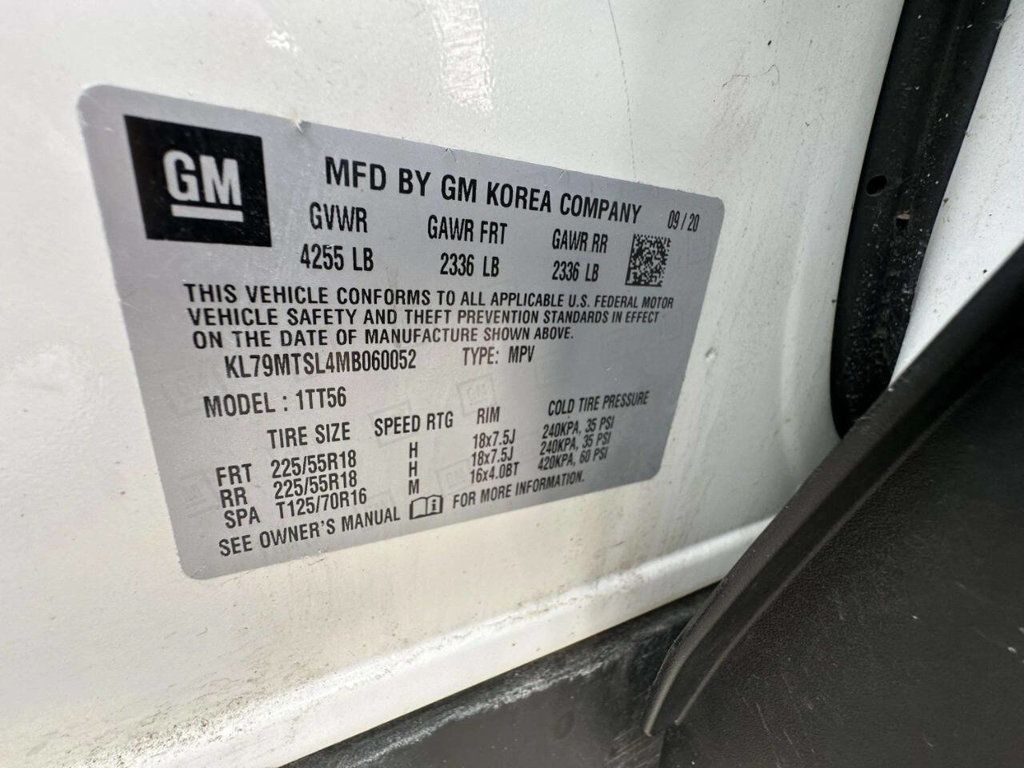 GM
MFD BY GM KOREA COMPANY 09/20
GVWR GAWR FRT GAWR RR
4255 LB 2336 LB 2336 LB
THIS VEHICLE CONFORMS TO ALL APPLICABLE U.S. FEDERAL MOTOR
VEHICLE SAFETY AND THEFT PREVENTION STANDARDS IN EFFECT
ON THE DATE OF MANUFACTURE SHOWN ABOVE.
KL79MTSL4MB060052 TYPE: MPV
MODEL : 1TT56
TIRE SIZE SPEED RTG RIM COLD TIRE PRESSURE
FRT 225/55R18 H 18x7.5J 240KPA, 35 PSI
RR 225/55R18 H 18x7.5J 240KPA, 35 PSI
SPA T125/70R16 M 16x4.0BT 420KPA, 60 PSI
SEE OWNER'S MANUAL FOR MORE INFORMATION.